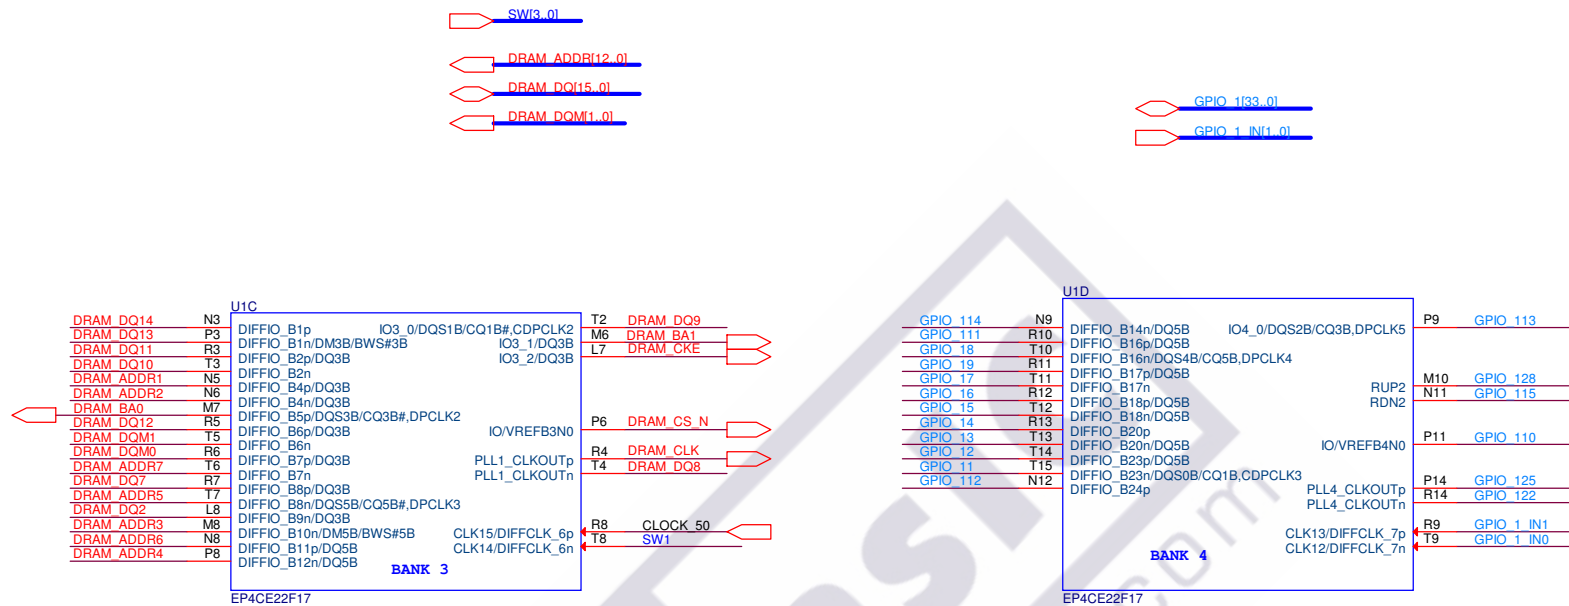 SW[3..0]
DRAM_ADDR[12..0]
DRAM_DQ[15..0]
DRAM_DQM[1..0]
GPIO_1[33..0]
GPIO_1_IN[1..0]
U1C
DRAM_DQ14 N3 DIFFIO_B1p IO3_0/DQS1B/CQ1B#,CDPCLK2 T2 DRAM_DQ9
DRAM_DQ13 P3 DIFFIO_B1n/DM3B/BWS#3B IO3_1/DQ3B M6 DRAM_BA1
DRAM_DQ11 R3 DIFFIO_B2p/DQ3B IO3_2/DQ3B L7 DRAM_CKE
DRAM_DQ10 T3 DIFFIO_B2n
DRAM_ADDR1 N5 DIFFIO_B4p/DQ3B
DRAM_ADDR2 N6 DIFFIO_B4n/DQ3B
DRAM_BA0 M7 DIFFIO_B5p/DQS3B/CQ3B#,DPCLK2
DRAM_DQ12 R5 DIFFIO_B6p/DQ3B IO/VREFB3N0 P6 DRAM_CS_N
DRAM_DQM1 T5 DIFFIO_B6n
DRAM_DQM0 R6 DIFFIO_B7p/DQ3B PLL1_CLKOUTp R4 DRAM_CLK
DRAM_ADDR7 T6 DIFFIO_B7n PLL1_CLKOUTn T4 DRAM_DQ8
DRAM_DQ7 R7 DIFFIO_B8p/DQ3B
DRAM_ADDR5 T7 DIFFIO_B8n/DQS5B/CQ5B#,DPCLK3
DRAM_DQ2 L8 DIFFIO_B9n/DQ3B
DRAM_ADDR3 M8 DIFFIO_B10n/DM5B/BWS#5B CLK15/DIFFCLK_6p R8 CLOCK_50
DRAM_ADDR6 N8 DIFFIO_B11p/DQ5B CLK14/DIFFCLK_6n T8 SW1
DRAM_ADDR4 P8 DIFFIO_B12n/DQ5B
BANK 3
EP4CE22F17
U1D
GPIO_114 N9 DIFFIO_B14n/DQ5B IO4_0/DQS2B/CQ3B,DPCLK5 P9 GPIO_113
GPIO_111 R10 DIFFIO_B16p/DQ5B
GPIO_18 T10 DIFFIO_B16n/DQS4B/CQ5B,DPCLK4
GPIO_19 R11 DIFFIO_B17p/DQ5B
GPIO_17 T11 DIFFIO_B17n RUP2 M10 GPIO_128
GPIO_16 R12 DIFFIO_B18p/DQ5B RDN2 N11 GPIO_115
GPIO_15 T12 DIFFIO_B18n/DQ5B
GPIO_14 R13 DIFFIO_B20p
GPIO_13 T13 DIFFIO_B20n/DQ5B IO/VREFB4N0 P11 GPIO_110
GPIO_12 T14 DIFFIO_B23p/DQ5B
GPIO_11 T15 DIFFIO_B23n/DQS0B/CQ1B,CDPCLK3
GPIO_112 N12 DIFFIO_B24p PLL4_CLKOUTp P14 GPIO_125
PLL4_CLKOUTn R14 GPIO_122
CLK13/DIFFCLK_7p R9 GPIO_1_IN1
CLK12/DIFFCLK_7n T9 GPIO_1_IN0
BANK 4
EP4CE22F17